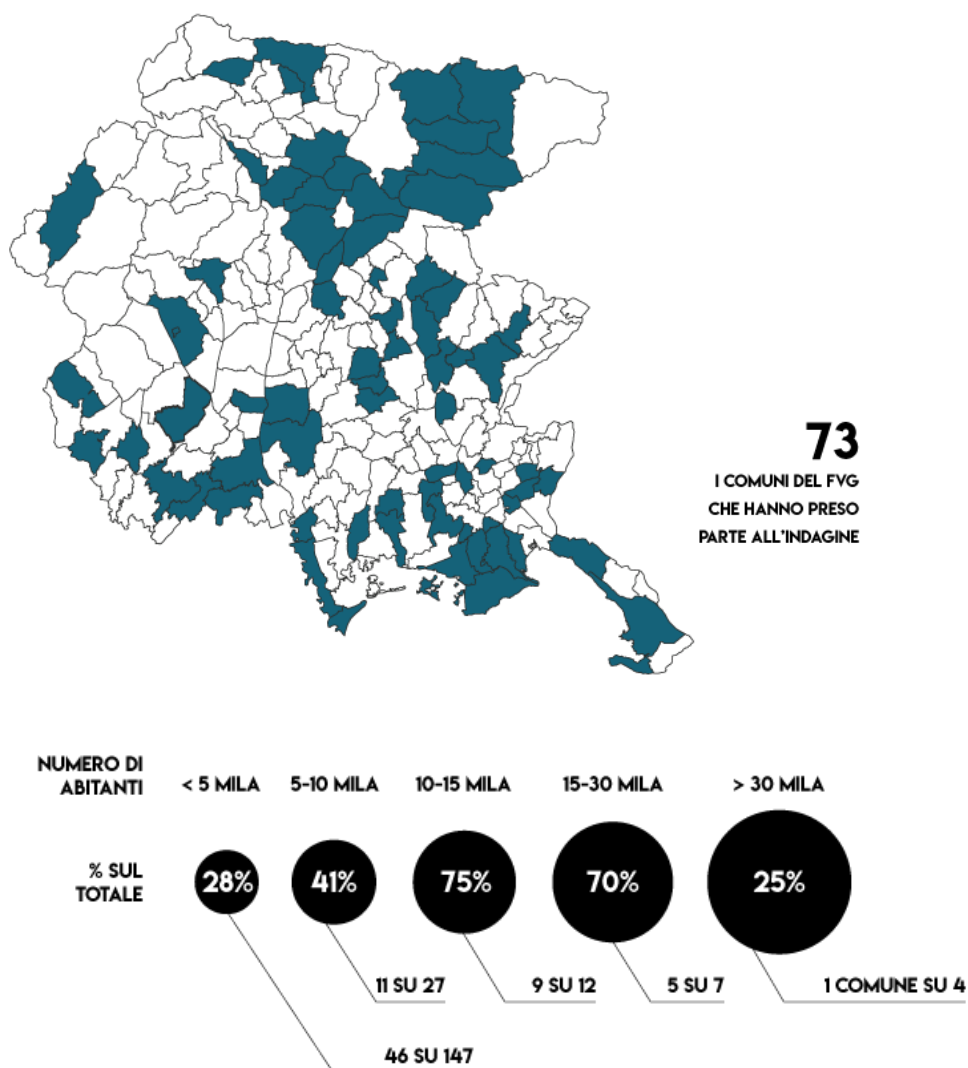 73
I COMUNI DEL FVG
CHE HANNO PRESO
PARTE ALL'INDAGINE
NUMERO DI
ABITANTI
< 5 MILA
5-10 MILA
10-15 MILA
15-30 MILA
> 30 MILA
% SUL
TOTALE
28%
41%
75%
70%
25%
11 SU 27
9 SU 12
5 SU 7
1 COMUNE SU 4
46 SU 147